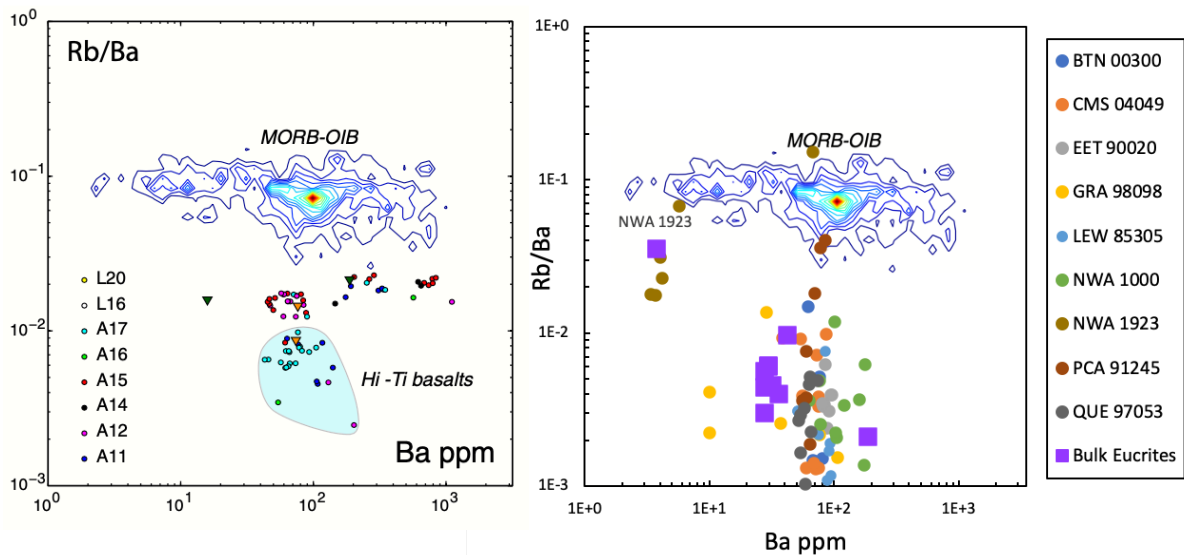 Rb/Ba
10⁰
10⁻¹
10⁻²
10⁻³
MORB-OIB
L20
L16
A17
A16
A15
A14
A12
A11
Hi -Ti basalts
Ba ppm
10⁰
10¹
10²
10³
1E+0
1E-1
1E-2
1E-3
Rb/Ba
MORB-OIB
NWA 1923
1E+0
1E+1
1E+2
1E+3
Ba ppm
BTN 00300
CMS 04049
EET 90020
GRA 98098
LEW 85305
NWA 1000
NWA 1923
PCA 91245
QUE 97053
Bulk Eucrites